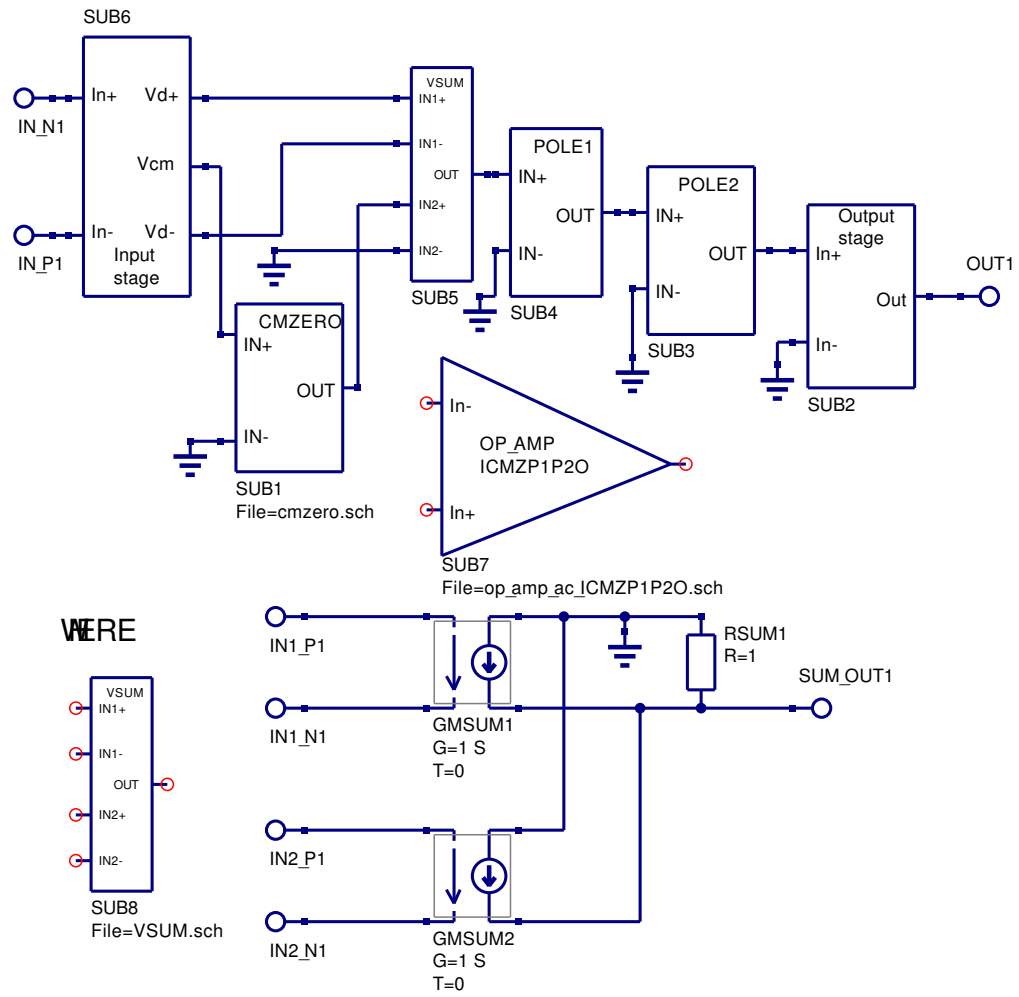 SUB6
In+
Vd+
IN_N1
Vcm
In-
Vd-
IN_P1
Input
stage
VSUM
IN1+
IN1-
OUT
IN2+
IN2-
SUB5
POLE1
IN+
OUT
IN-
SUB4
POLE2
IN+
OUT
IN-
SUB3
Output
stage
In+
Out
In-
SUB2
OUT1
CMZERO
IN+
OUT
IN-
SUB1
File=cmzero.sch
In-
OP_AMP
ICMZP1P2O
In+
SUB7
File=op_amp_ac_ICMZP1P2O.sch
VSUM
IN1+
IN1-
OUT
IN2+
IN2-
SUB8
File=VSUM.sch
IN1_P1
IN1_N1
GMSUM1
G=1 S
T=0
RSUM1
R=1
SUM_OUT1
IN2_P1
IN2_N1
GMSUM2
G=1 S
T=0